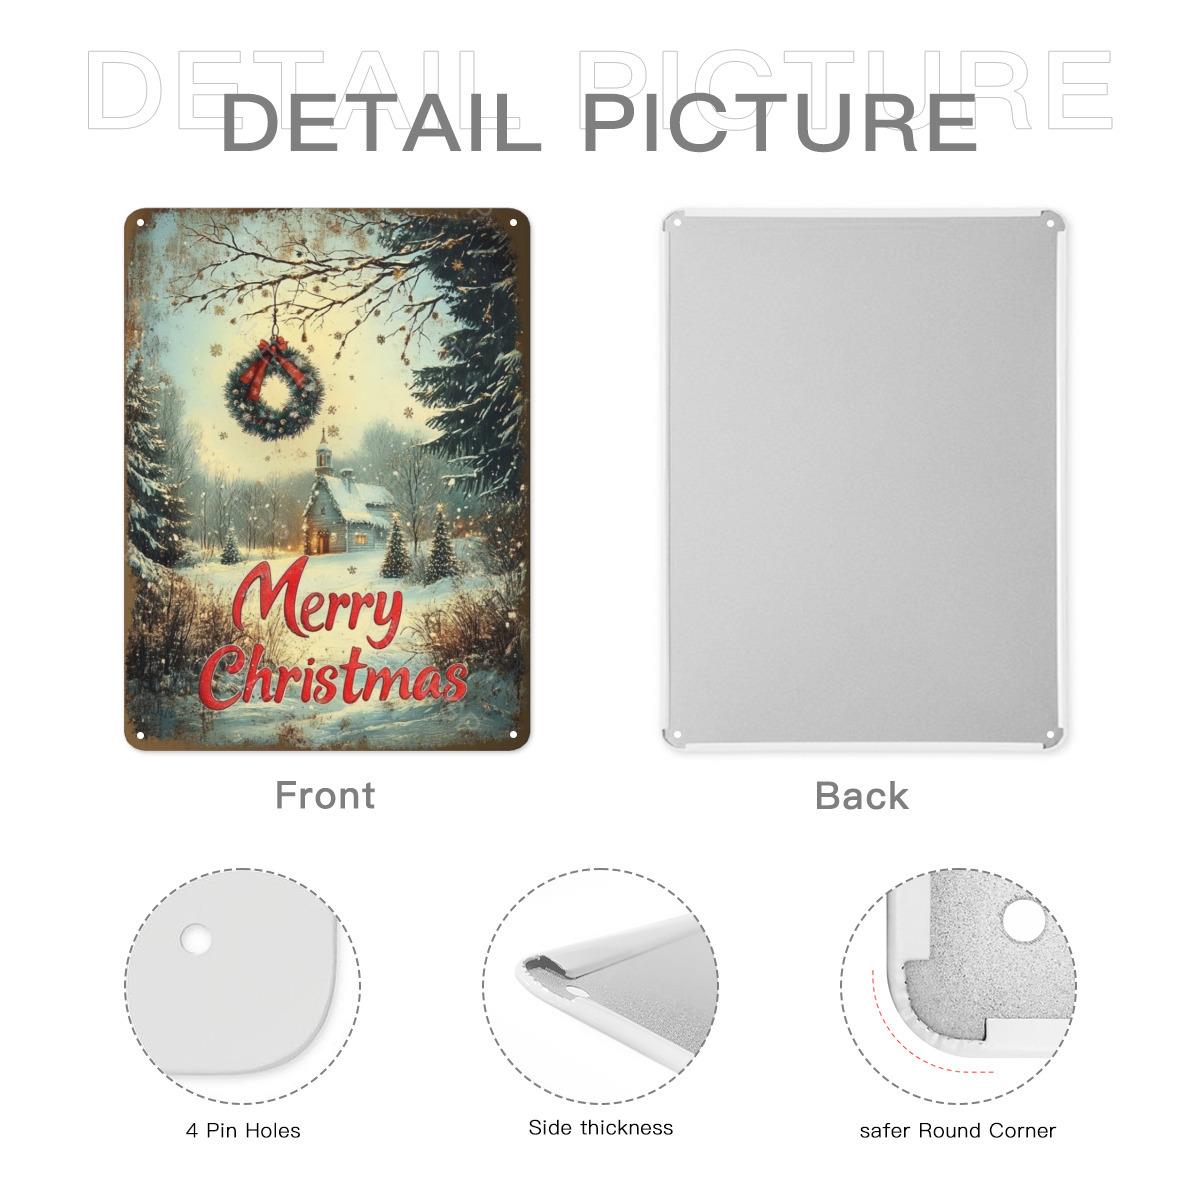 DETAIL PICTURE
DETAIL PICTURE
Merry
Christmas
Front
Back
4 Pin Holes
Side thickness
safer Round Corner